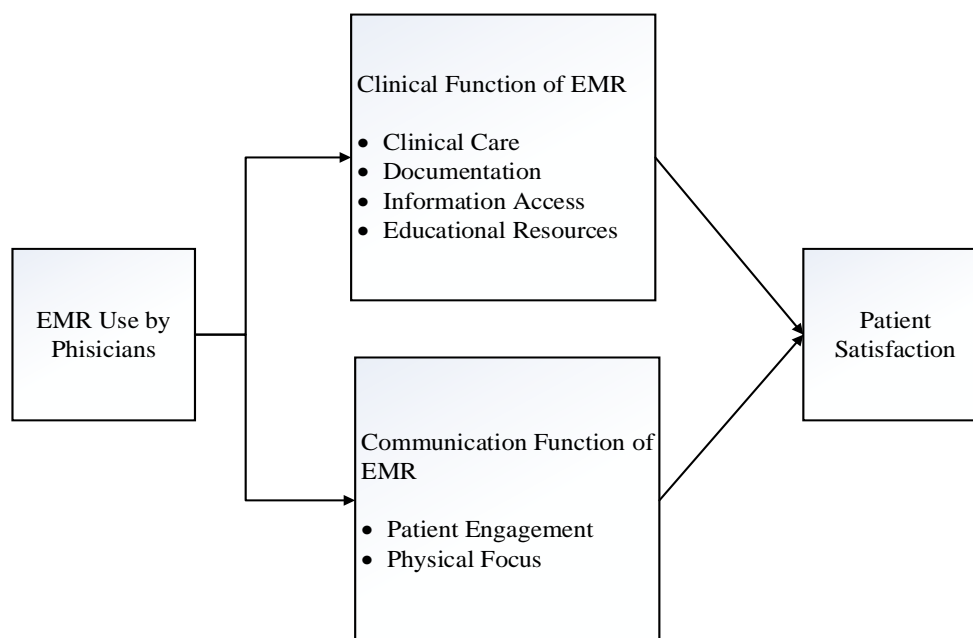 Clinical Function of EMR
• Clinical Care
• Documentation
• Information Access
• Educational Resources
EMR Use by
Phisicians
Patient
Satisfaction
Communication Function of
EMR
• Patient Engagement
• Physical Focus